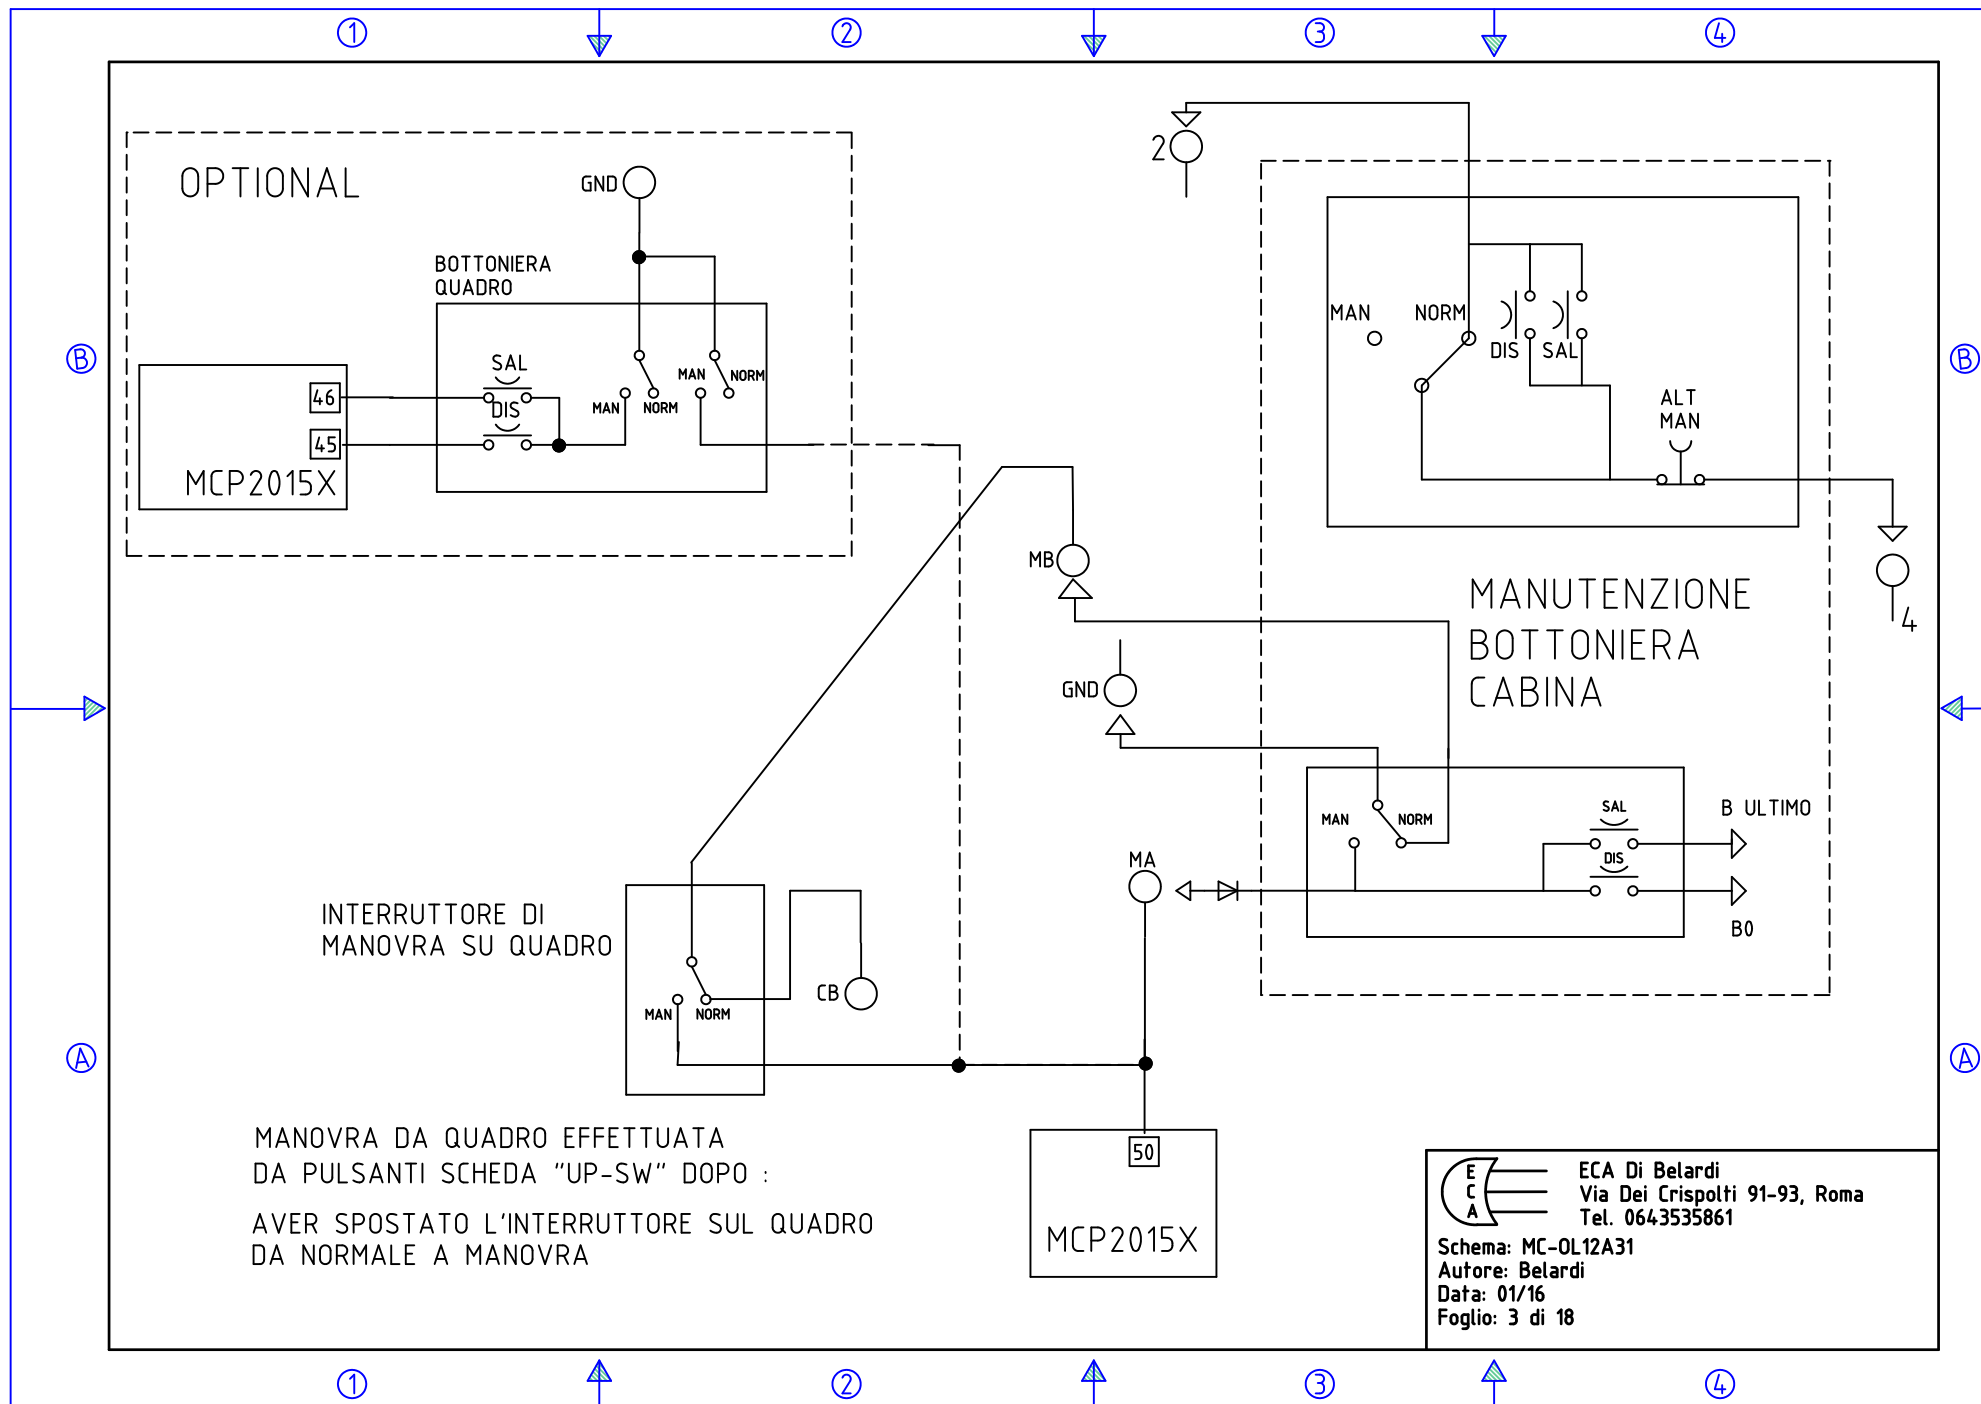 1
2
3
4
OPTIONAL
GND
BOTTONIERA
QUADRO
SAL
DIS
46
45
MCP2015X
MAN
NORM
MAN
NORM
B
B
2
MAN
NORM
DIS
SAL
ALT
MAN
4
MB
GND
MANUTENZIONE
BOTTONIERA
CABINA
MAN
NORM
SAL
DIS
B ULTIMO
B0
MA
INTERRUTTORE DI
MANOVRA SU QUADRO
MAN
NORM
CB
A
A
MANOVRA DA QUADRO EFFETTUATA
DA PULSANTI SCHEDA "UP-SW" DOPO :
AVER SPOSTATO L'INTERRUTTORE SUL QUADRO
DA NORMALE A MANOVRA
50
MCP2015X
E
C
A
ECA Di Belardi
Via Dei Crispolti 91-93, Roma
Tel. 0643535861
Schema: MC-OL12A31
Autore: Belardi
Data: 01/16
Foglio: 3 di 18
1
2
3
4